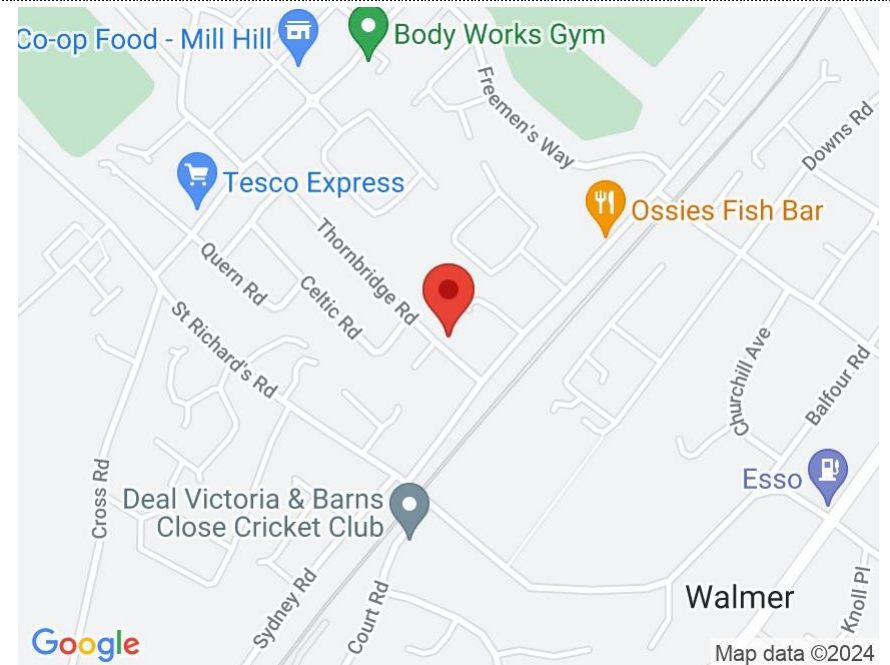 Co-op Food - Mill Hill
Body Works Gym
Freemen's Way
Downs Rd
Tesco Express
Ossies Fish Bar
Thornbridge Rd
Quern Rd
Celtic Rd
St Richard's Rd
Churchill Ave
Balfour Rd
Cross Rd
Esso
Deal Victoria & Barns
Close Cricket Club
Sydney Rd
Court Rd
Walmer
Knoll Pl
Google
Map data ©2024